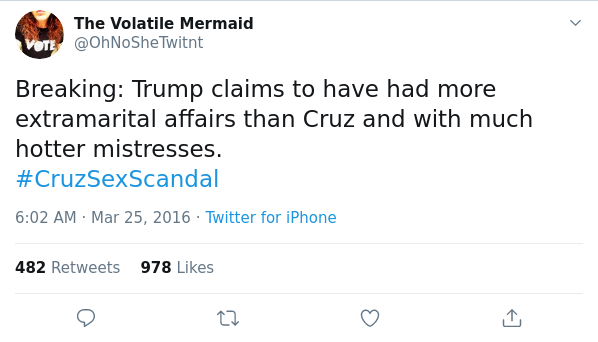 The Volatile Mermaid
@OhNoSheTwitnt
VOTE
Breaking: Trump claims to have had more
extramarital affairs than Cruz and with much
hotter mistresses.
#CruzSexScandal
6:02 AM · Mar 25, 2016 · Twitter for iPhone
482 Retweets 978 Likes